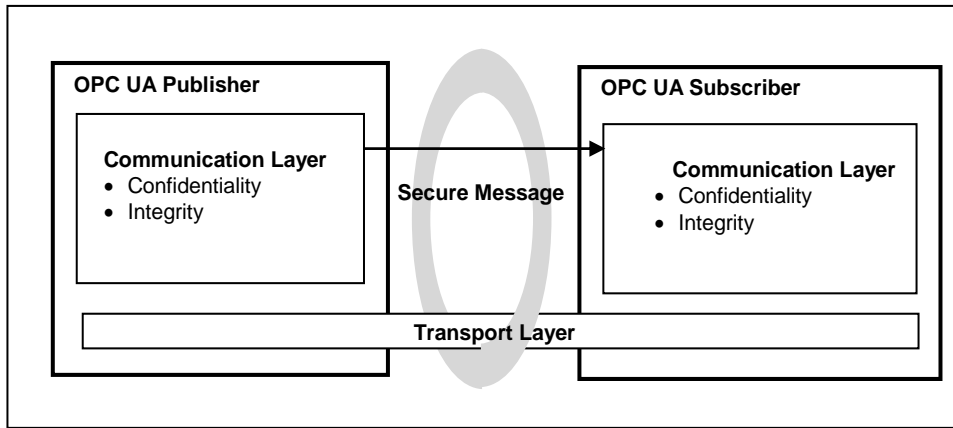 OPC UA Publisher
Communication Layer
• Confidentiality
• Integrity
Secure Message
OPC UA Subscriber
Communication Layer
• Confidentiality
• Integrity
Transport Layer